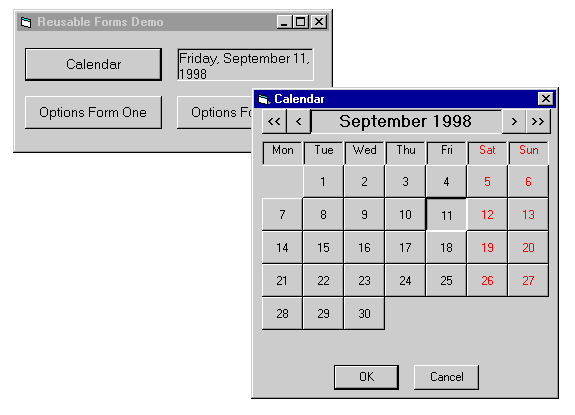 Reusable Forms Demo
Calendar
Friday, September 11,
1998
Options Form One
Options Fo
Calendar
<< < September 1998 > >>
Mon Tue Wed Thu Fri Sat Sun
1 2 3 4 5 6
7 8 9 10 11 12 13
14 15 16 17 18 19 20
21 22 23 24 25 26 27
28 29 30
OK Cancel